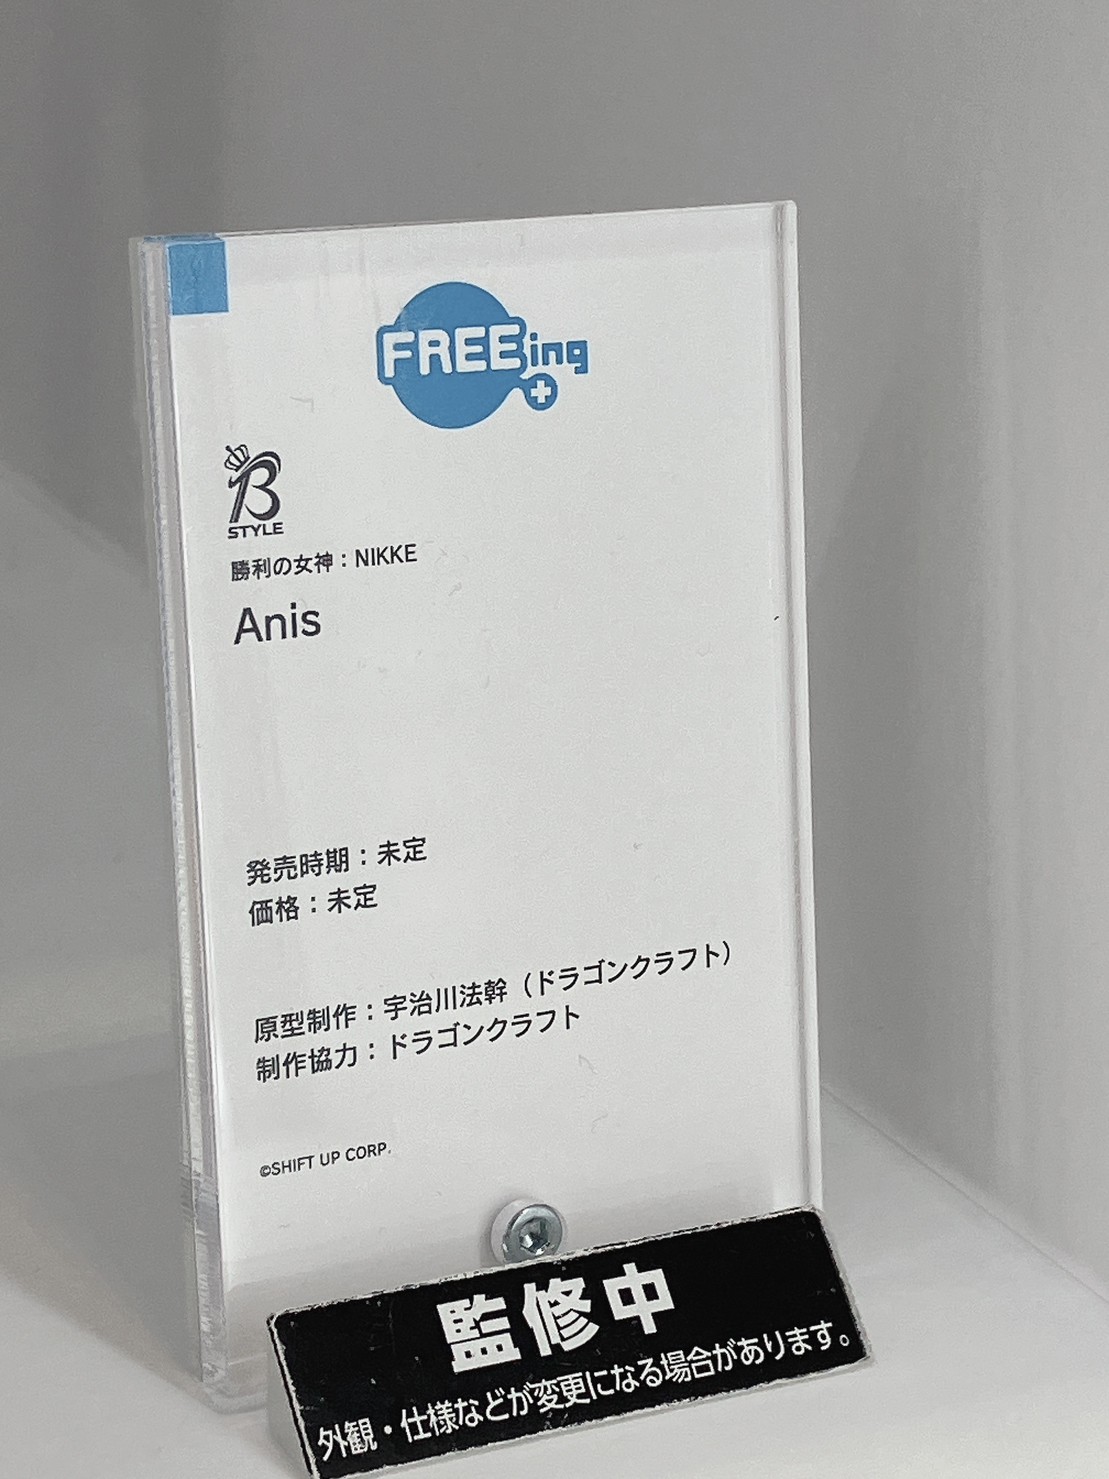 FREEing
B
STYLE
勝利の女神：NIKKE
Anis
発売時期：未定
価格：未定
原型制作：宇治川法幹（ドラゴンクラフト）
制作協力：ドラゴンクラフト
©SHIFT UP CORP.
監修中
外観・仕様などが変更になる場合があります。